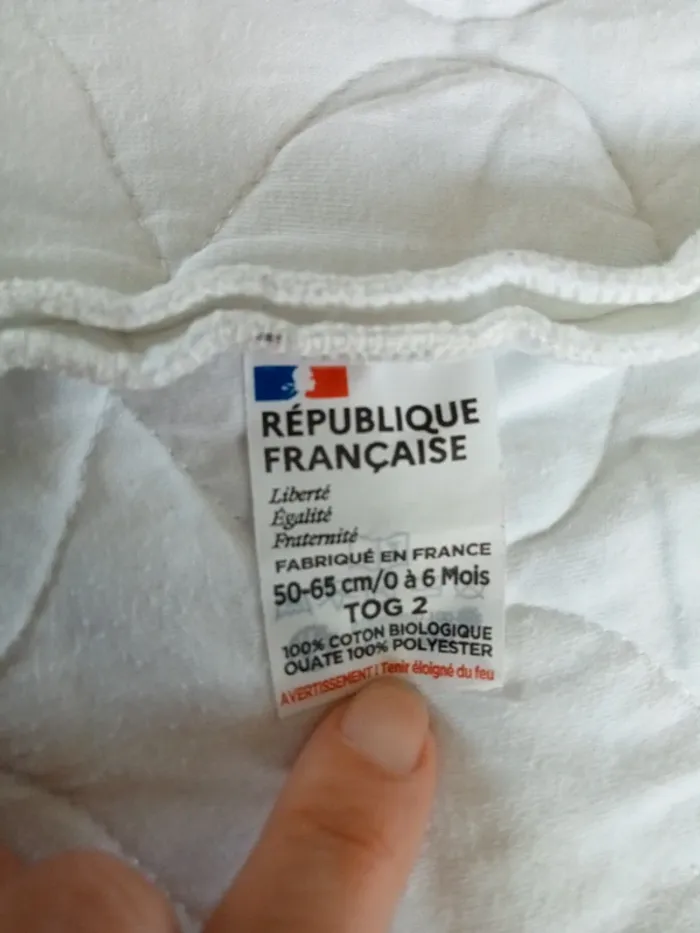 RÉPUBLIQUE
FRANÇAISE
Liberté
Égalité
Fraternité
FABRIQUÉ EN FRANCE
50-65 cm/0 à 6 Mois
TOG 2
100% COTON BIOLOGIQUE
OUATE 100% POLYESTER
AVERTISSEMENT ! Tenir éloigné du feu